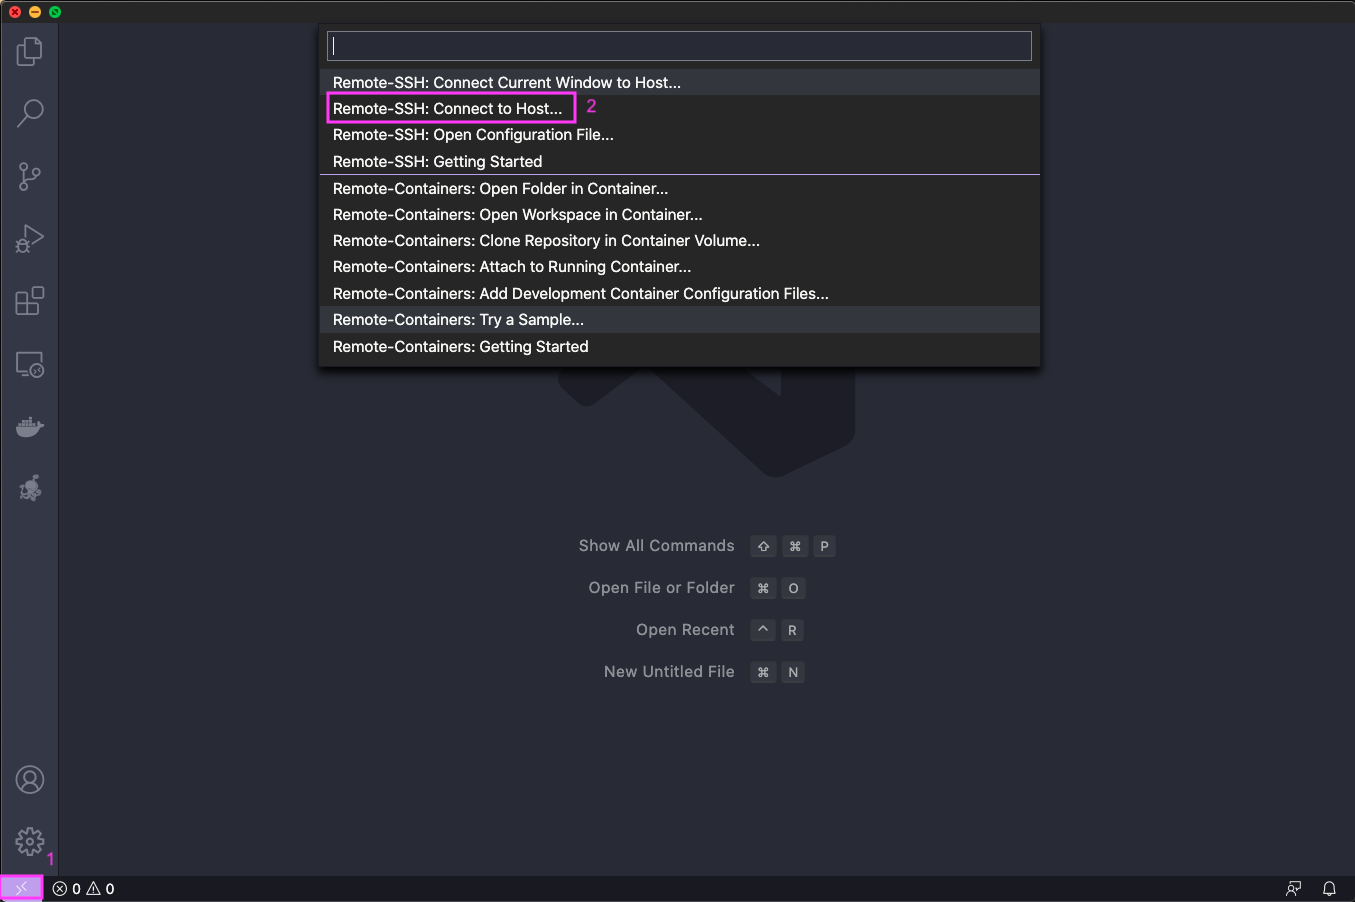 Remote-SSH: Connect Current Window to Host...
Remote-SSH: Connect to Host... 2
Remote-SSH: Open Configuration File...
Remote-SSH: Getting Started
Remote-Containers: Open Folder in Container...
Remote-Containers: Open Workspace in Container...
Remote-Containers: Clone Repository in Container Volume...
Remote-Containers: Attach to Running Container...
Remote-Containers: Add Development Container Configuration Files...
Remote-Containers: Try a Sample...
Remote-Containers: Getting Started
Show All Commands ⇧ ⌘ P
Open File or Folder ⌘ O
Open Recent ^ R
New Untitled File ⌘ N
1
0 0